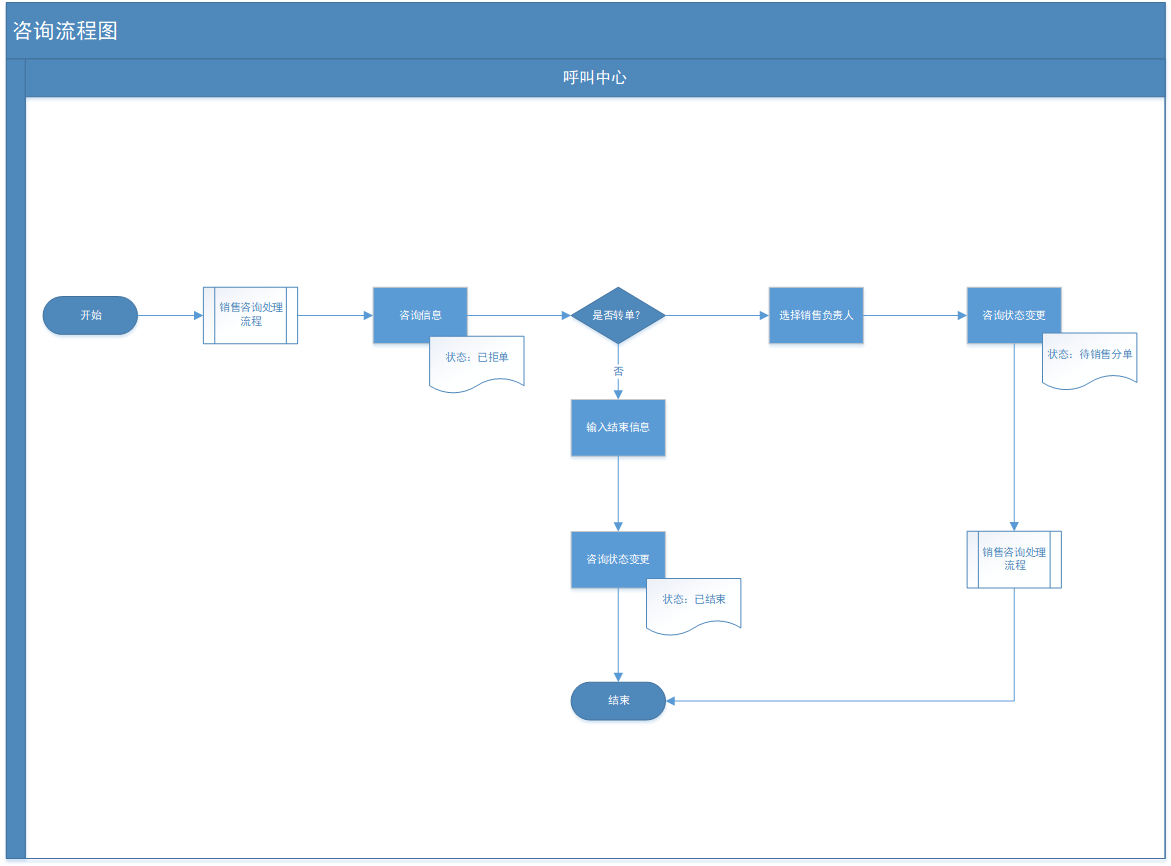 咨询流程图
呼叫中心
开始
销售咨询处理
流程
咨询信息
状态：已拒单
是否转单?
否
选择销售负责人
咨询状态变更
状态：待销售分单
输入结束信息
咨询状态变更
状态：已结束
销售咨询处理
流程
结束